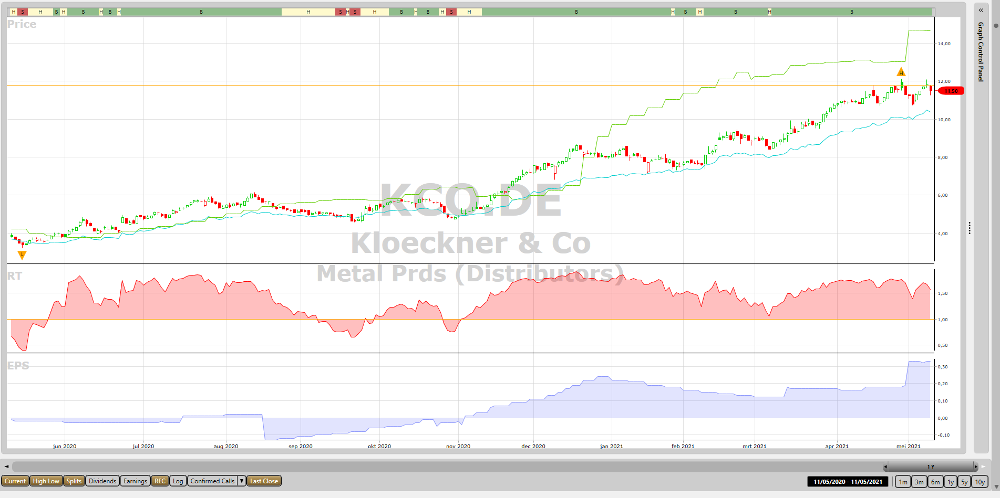 H S H B H B H B H B H S H S H B H B H S H B H B H B H B
Price
14,00
H
12,00
11,50
10,00
8,00
6,00
4,00
L
KCO.DE
Kloeckner & Co
Metal Prds (Distributors)
RT
1,50
1,00
0,50
EPS
0,30
0,20
0,10
0,00
-0,10
jun 2020 jul 2020 aug 2020 sep 2020 okt 2020 nov 2020 dec 2020 jan 2021 feb 2021 mrt 2021 apr 2021 mei 2021
«
Graph Control Panel
1 Y
Current High Low Splits Dividends Earnings REC Log Confirmed Calls Last Close
11/05/2020 - 11/05/2021 1m 3m 6m 1y 5y 10y